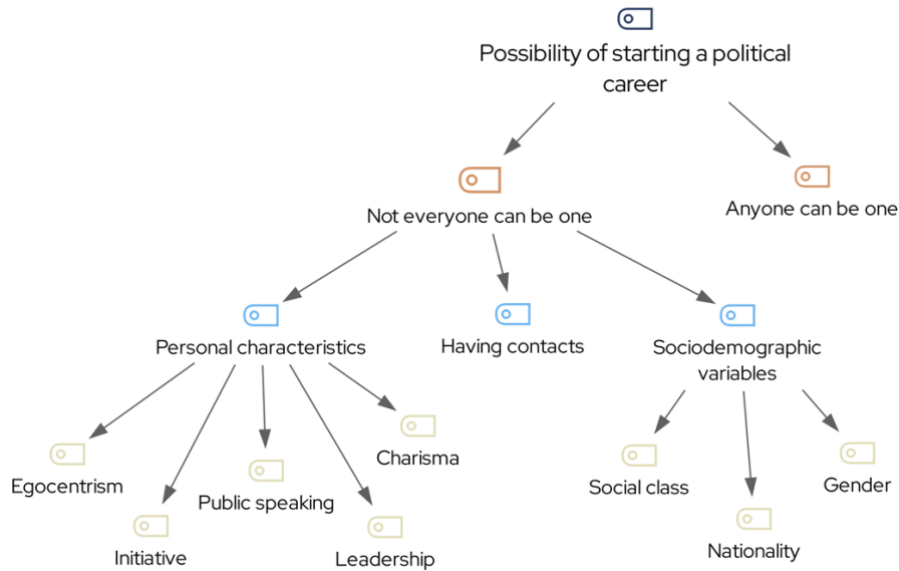 Possibility of starting a political
career
Not everyone can be one
Anyone can be one
Personal characteristics
Having contacts
Sociodemographic
variables
Egocentrism
Initiative
Public speaking
Leadership
Charisma
Social class
Nationality
Gender